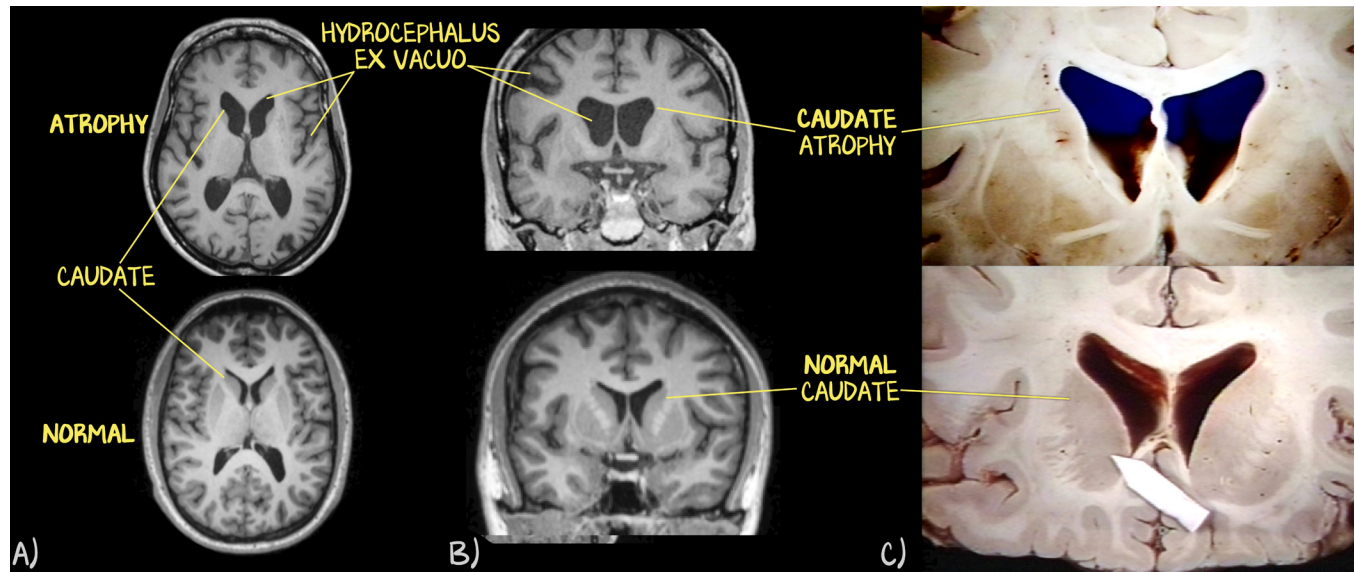 HYDROCEPHALUS
EX VACUO
ATROPHY
CAUDATE
ATROPHY
CAUDATE
NORMAL
CAUDATE
NORMAL
A)
B)
C)